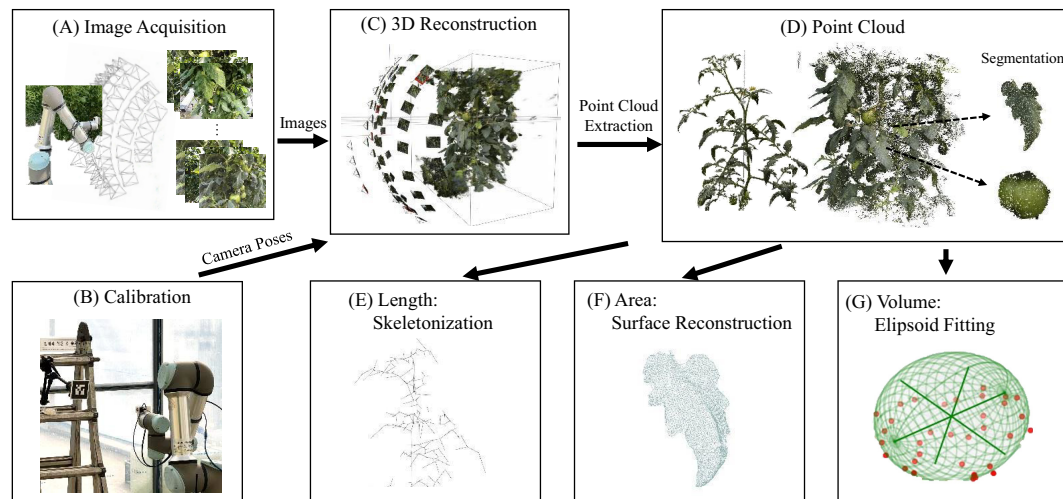 (A) Image Acquisition
Images
(C) 3D Reconstruction
Point Cloud
Extraction
(D) Point Cloud
Segmentation
Camera Poses
(B) Calibration
(E) Length:
Skeletonization
(F) Area:
Surface Reconstruction
(G) Volume:
Elipsoid Fitting